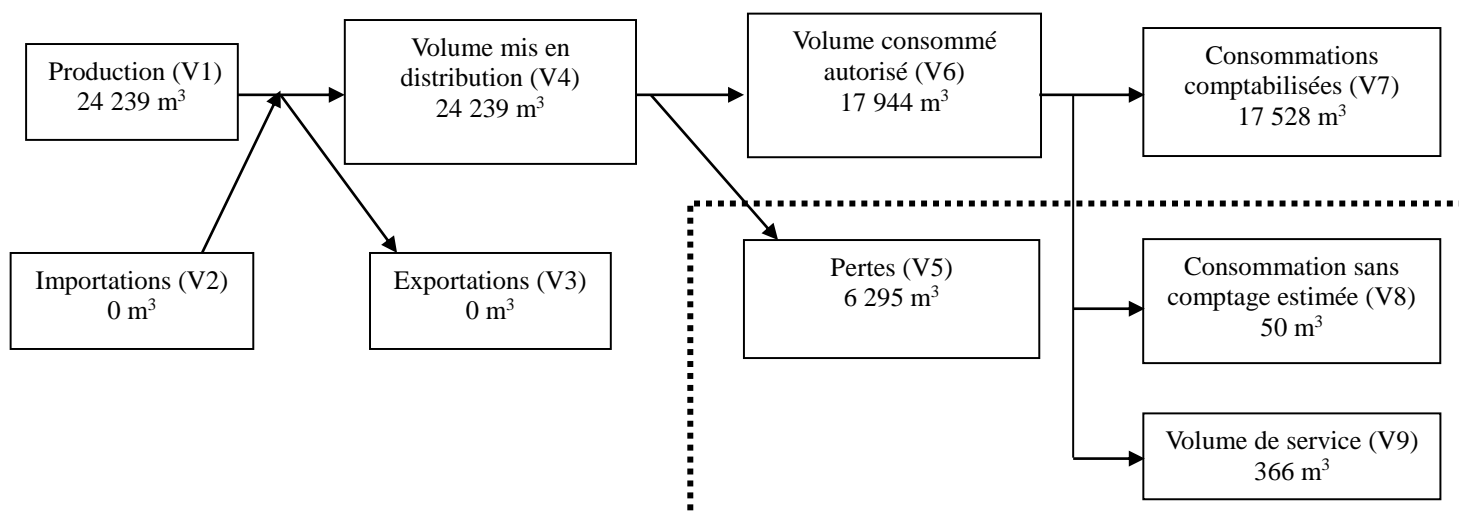 Production (V1)
24 239 m³
Volume mis en
distribution (V4)
24 239 m³
Volume consommé
autorisé (V6)
17 944 m³
Consommations
comptabilisées (V7)
17 528 m³
Importations (V2)
0 m³
Exportations (V3)
0 m³
Pertes (V5)
6 295 m³
Consommation sans
comptage estimée (V8)
50 m³
Volume de service (V9)
366 m³